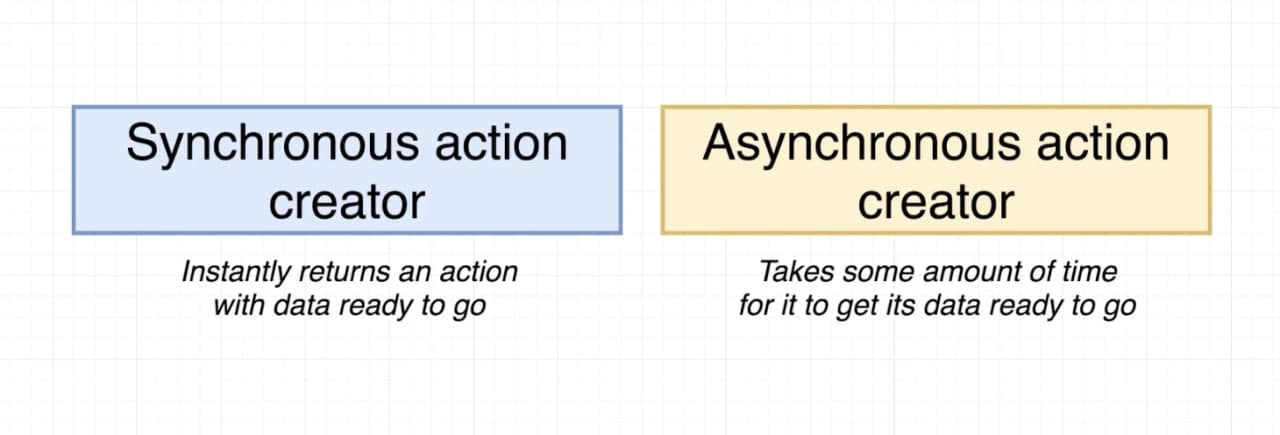 Synchronous action
creator
Instantly returns an action
with data ready to go
Asynchronous action
creator
Takes some amount of time
for it to get its data ready to go